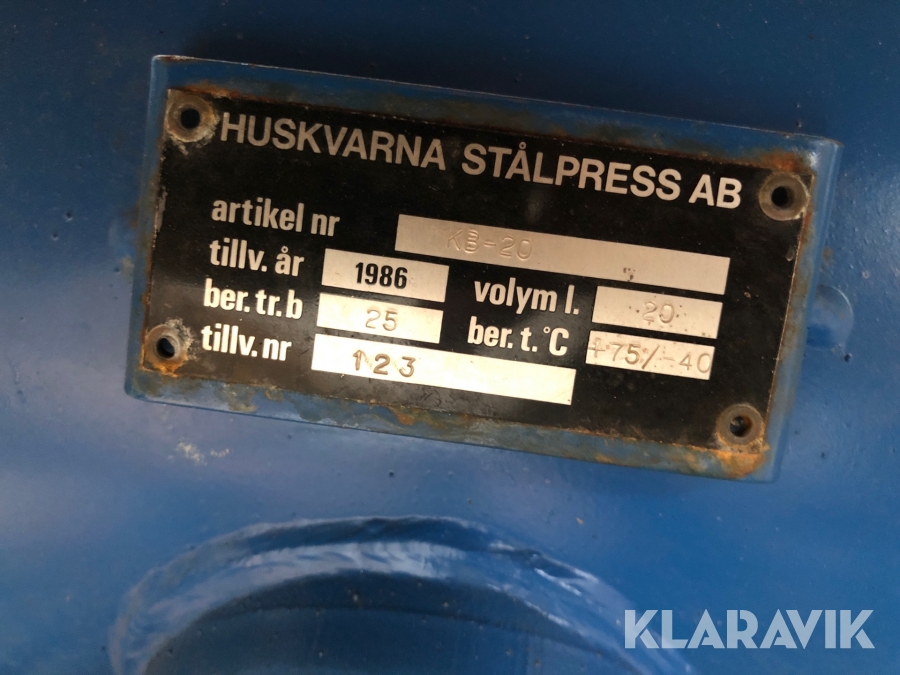 HUSKVARNA STÅLPRESS AB
artikel nr KB-20
tillv. år 1986 volym l. 20
ber. tr. b 25 ber. t. °C +75/-40
tillv. nr 123
KLARAVIK